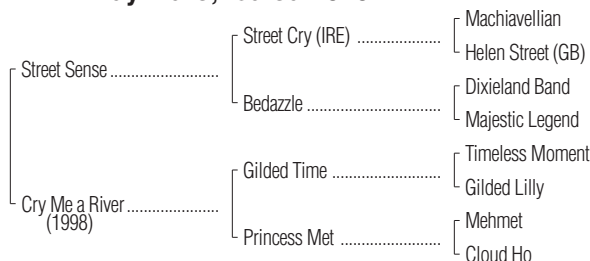 Machiavellian
Street Cry (IRE)
Helen Street (GB)
Street Sense
Dixieland Band
Bedazzle
Majestic Legend
Timeless Moment
Gilded Time
Gilded Lilly
Cry Me a River
(1998)
Mehmet
Princess Met
Cloud Ho